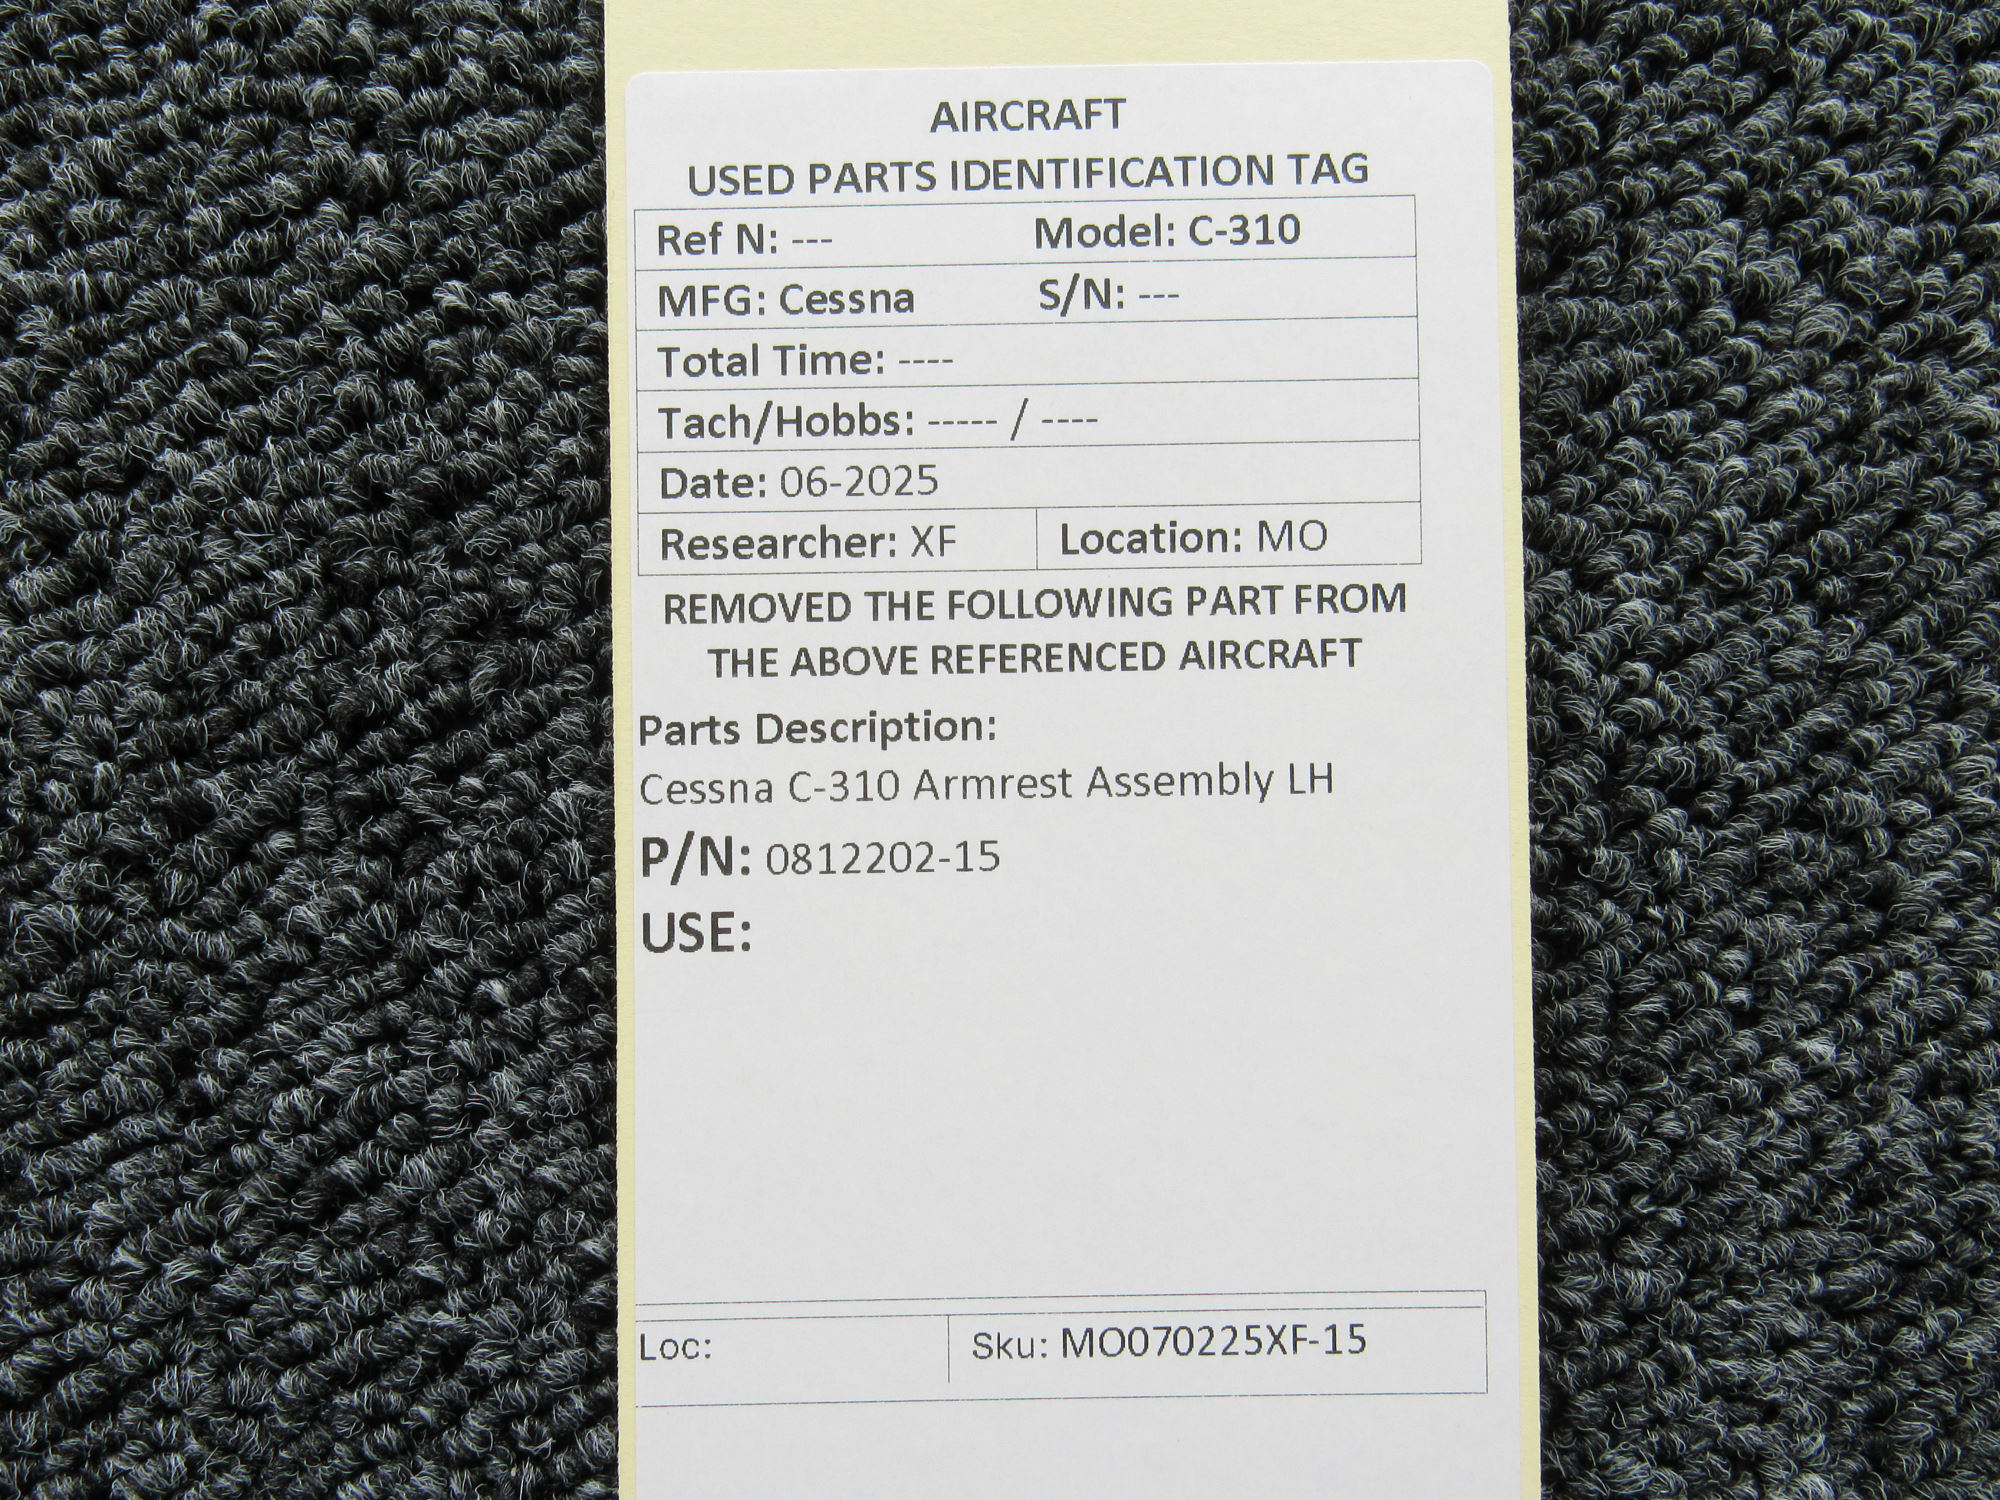 AIRCRAFT
USED PARTS IDENTIFICATION TAG
Ref N: --- Model: C-310
MFG: Cessna S/N: ---
Total Time: ----
Tach/Hobbs: ----- / ----
Date: 06-2025
Researcher: XF Location: MO
REMOVED THE FOLLOWING PART FROM
THE ABOVE REFERENCED AIRCRAFT
Parts Description:
Cessna C-310 Armrest Assembly LH
P/N: 0812202-15
USE:
Loc: Sku: MO070225XF-15